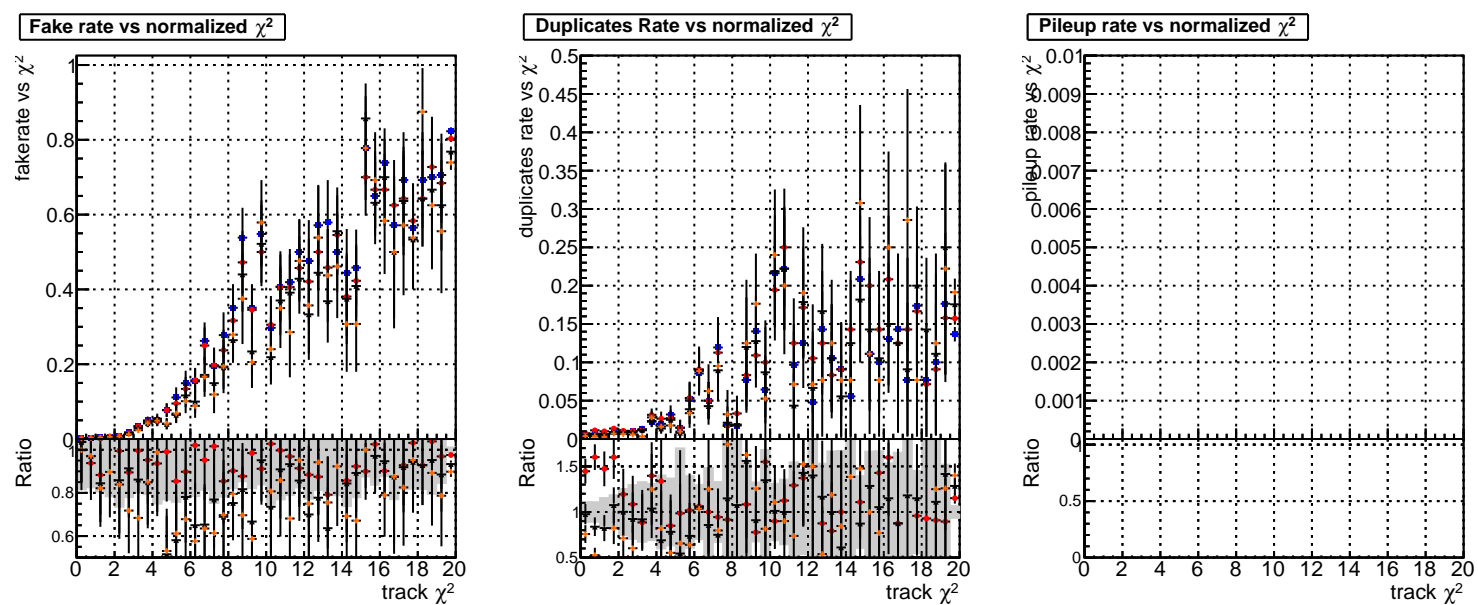 Fake rate vs normalized χ²
fakerate vs χ²
1
0.8
0.6
0.4
0.2
0
Ratio
1
0.8
0.6
0 2 4 6 8 10 12 14 16 18 20
track χ²
Duplicates Rate vs normalized χ²
duplicates rate vs χ²
0.5
0.45
0.4
0.35
0.3
0.25
0.2
0.15
0.1
0.05
0
Ratio
1.5
1
0.5
0 2 4 6 8 10 12 14 16 18 20
track χ²
Pileup rate vs normalized χ²
pileup rate vs χ²
0.01
0.009
0.008
0.007
0.006
0.005
0.004
0.003
0.002
0.001
0
Ratio
1
0.5
0
0 2 4 6 8 10 12 14 16 18 20
track χ²